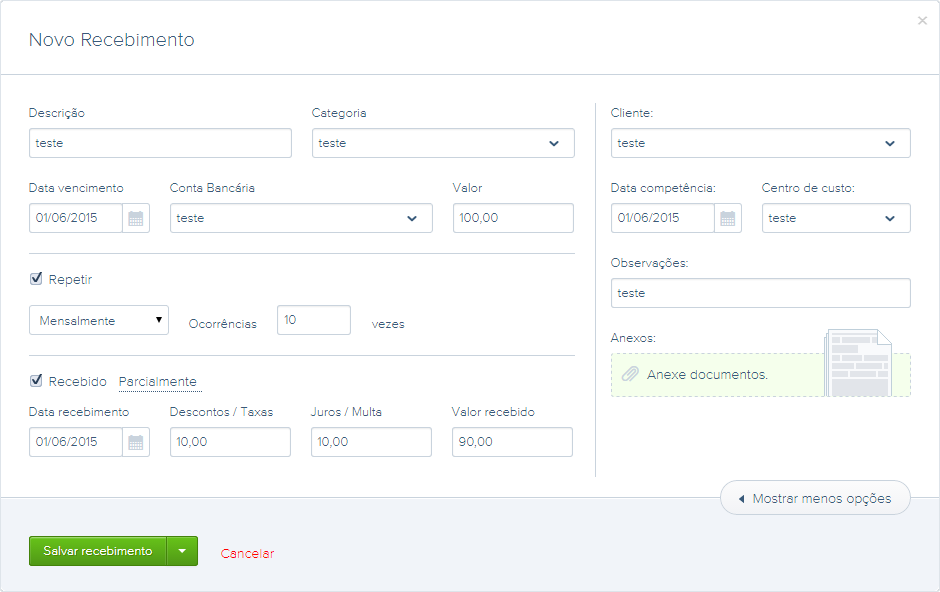 Novo Recebimento
×
Descrição
Categoria
teste
teste
Data vencimento
Conta Bancária
Valor
01/06/2015
teste
100,00
Repetir
Mensalmente
Ocorrências
10
vezes
Recebido Parcialmente
Data recebimento
Descontos / Taxas
Juros / Multa
Valor recebido
01/06/2015
10,00
10,00
90,00
Cliente:
teste
Data competência:
Centro de custo:
01/06/2015
teste
Observações:
teste
Anexos:
Anexe documentos.
Mostrar menos opções
Salvar recebimento
Cancelar